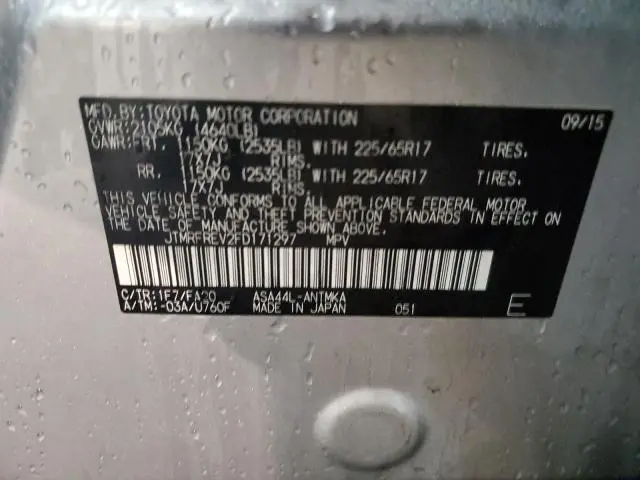 MFD.BY:TOYOTA MOTOR CORPORATION 09/15
GVWR:2105KG (4640LB)
GAWR:FRT. 1150KG (2535LB) WITH 225/65R17 TIRES.
17X7J RIMS.
RR. 1150KG (2535LB) WITH 225/65R17 TIRES.
17X7J RIMS.
THIS VEHICLE CONFORMS TO ALL APPLICABLE FEDERAL MOTOR
VEHICLE SAFETY AND THEFT PREVENTION STANDARDS IN EFFECT ON
THE DATE OF MANUFACTURE SHOWN ABOVE.
JTMRFREV2FD171297 MPV
C/TR:1F7/FA20 ASA44L-ANTMKA
A/TM:-03A/U760F MADE IN JAPAN 051 E